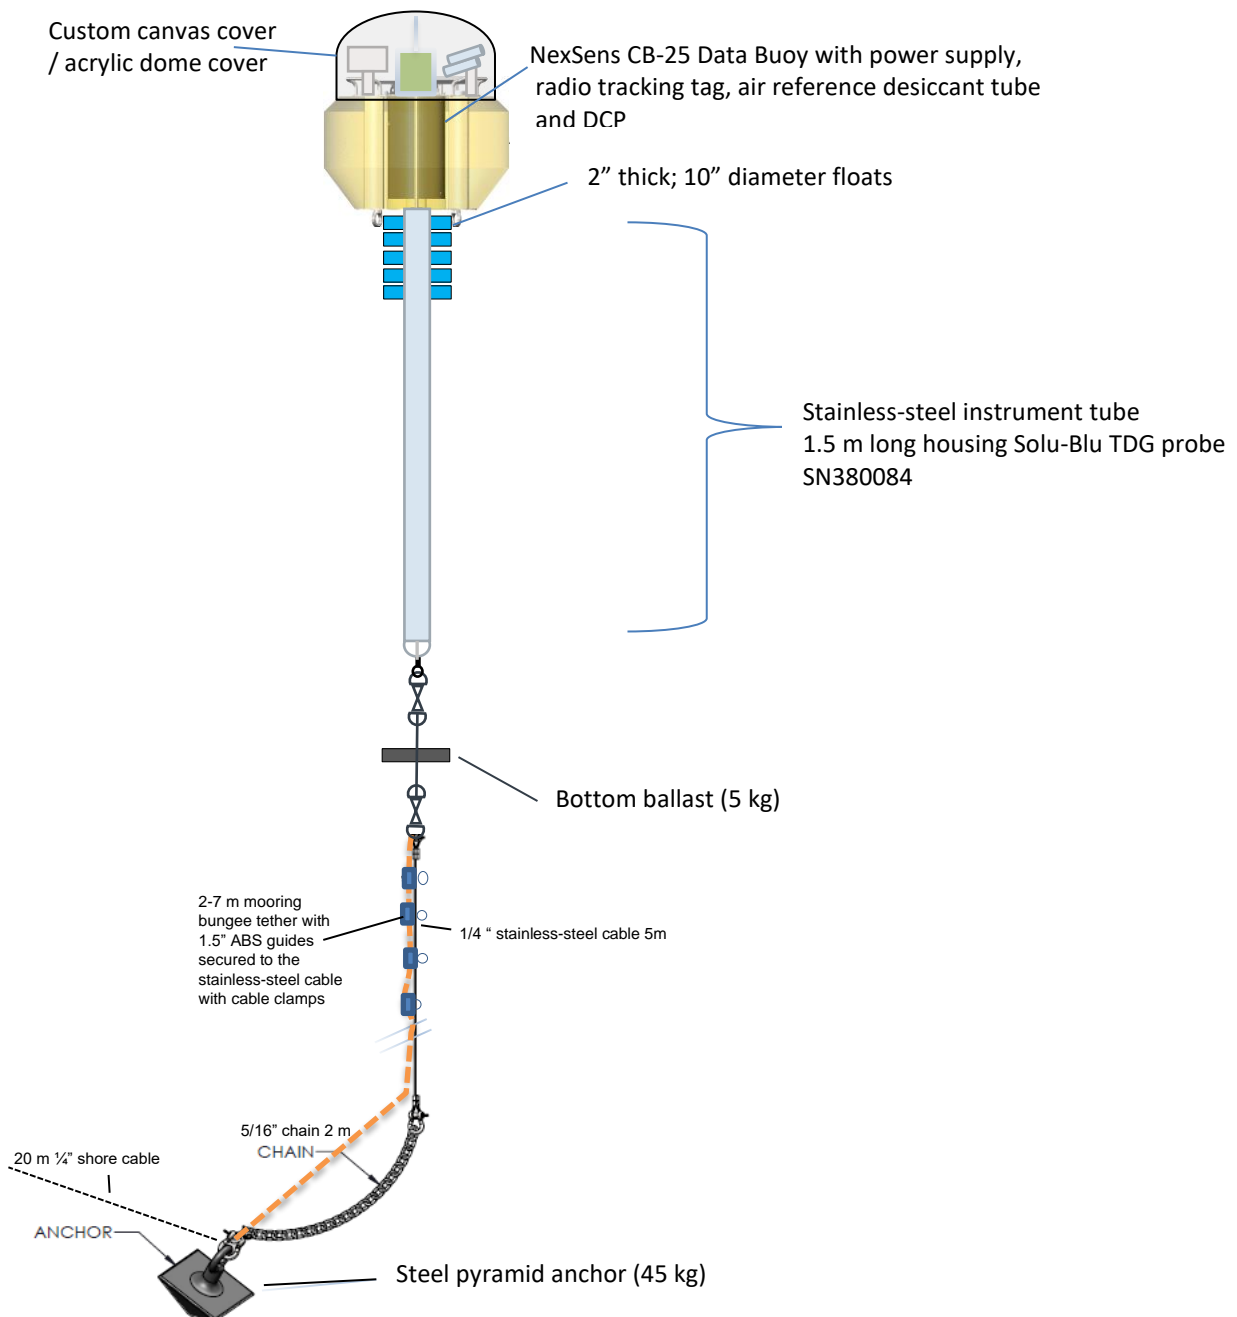 Custom canvas cover
/ acrylic dome cover
NexSens CB-25 Data Buoy with power supply,
radio tracking tag, air reference desiccant tube
and DCP
2” thick; 10” diameter floats
Stainless-steel instrument tube
1.5 m long housing Solu-Blu TDG probe
SN380084
Bottom ballast (5 kg)
2-7 m mooring
bungee tether with
1.5” ABS guides
secured to the
stainless-steel cable
with cable clamps
1/4 “ stainless-steel cable 5m
5/16” chain 2 m
CHAIN
20 m ¼” shore cable
ANCHOR
Steel pyramid anchor (45 kg)